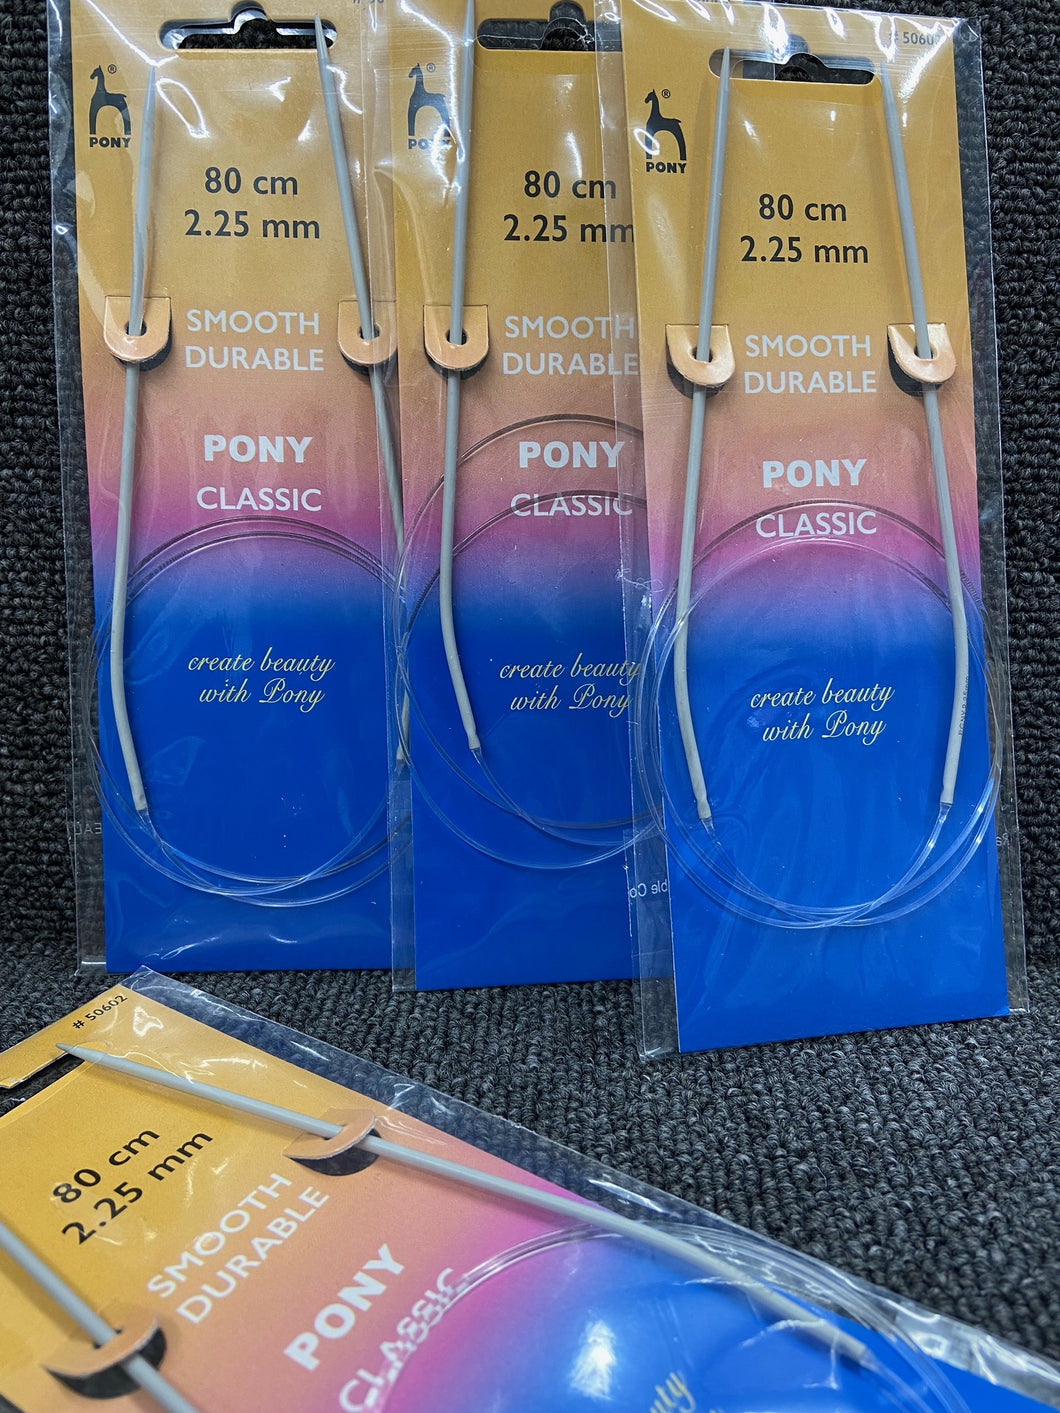 ®
PONY
80 cm
2.25 mm
SMOOTH
DURABLE
PONY
CLASSIC
create beauty
with Pony
®
PONY
80 cm
2.25 mm
SMOOTH
DURABLE
PONY
CLASSIC
create beauty
with Pony
# 50602
®
PONY
80 cm
2.25 mm
SMOOTH
DURABLE
PONY
CLASSIC
create beauty
with Pony
# 50602
80 cm
2.25 mm
SMOOTH
DURABLE
PONY
CLASSIC